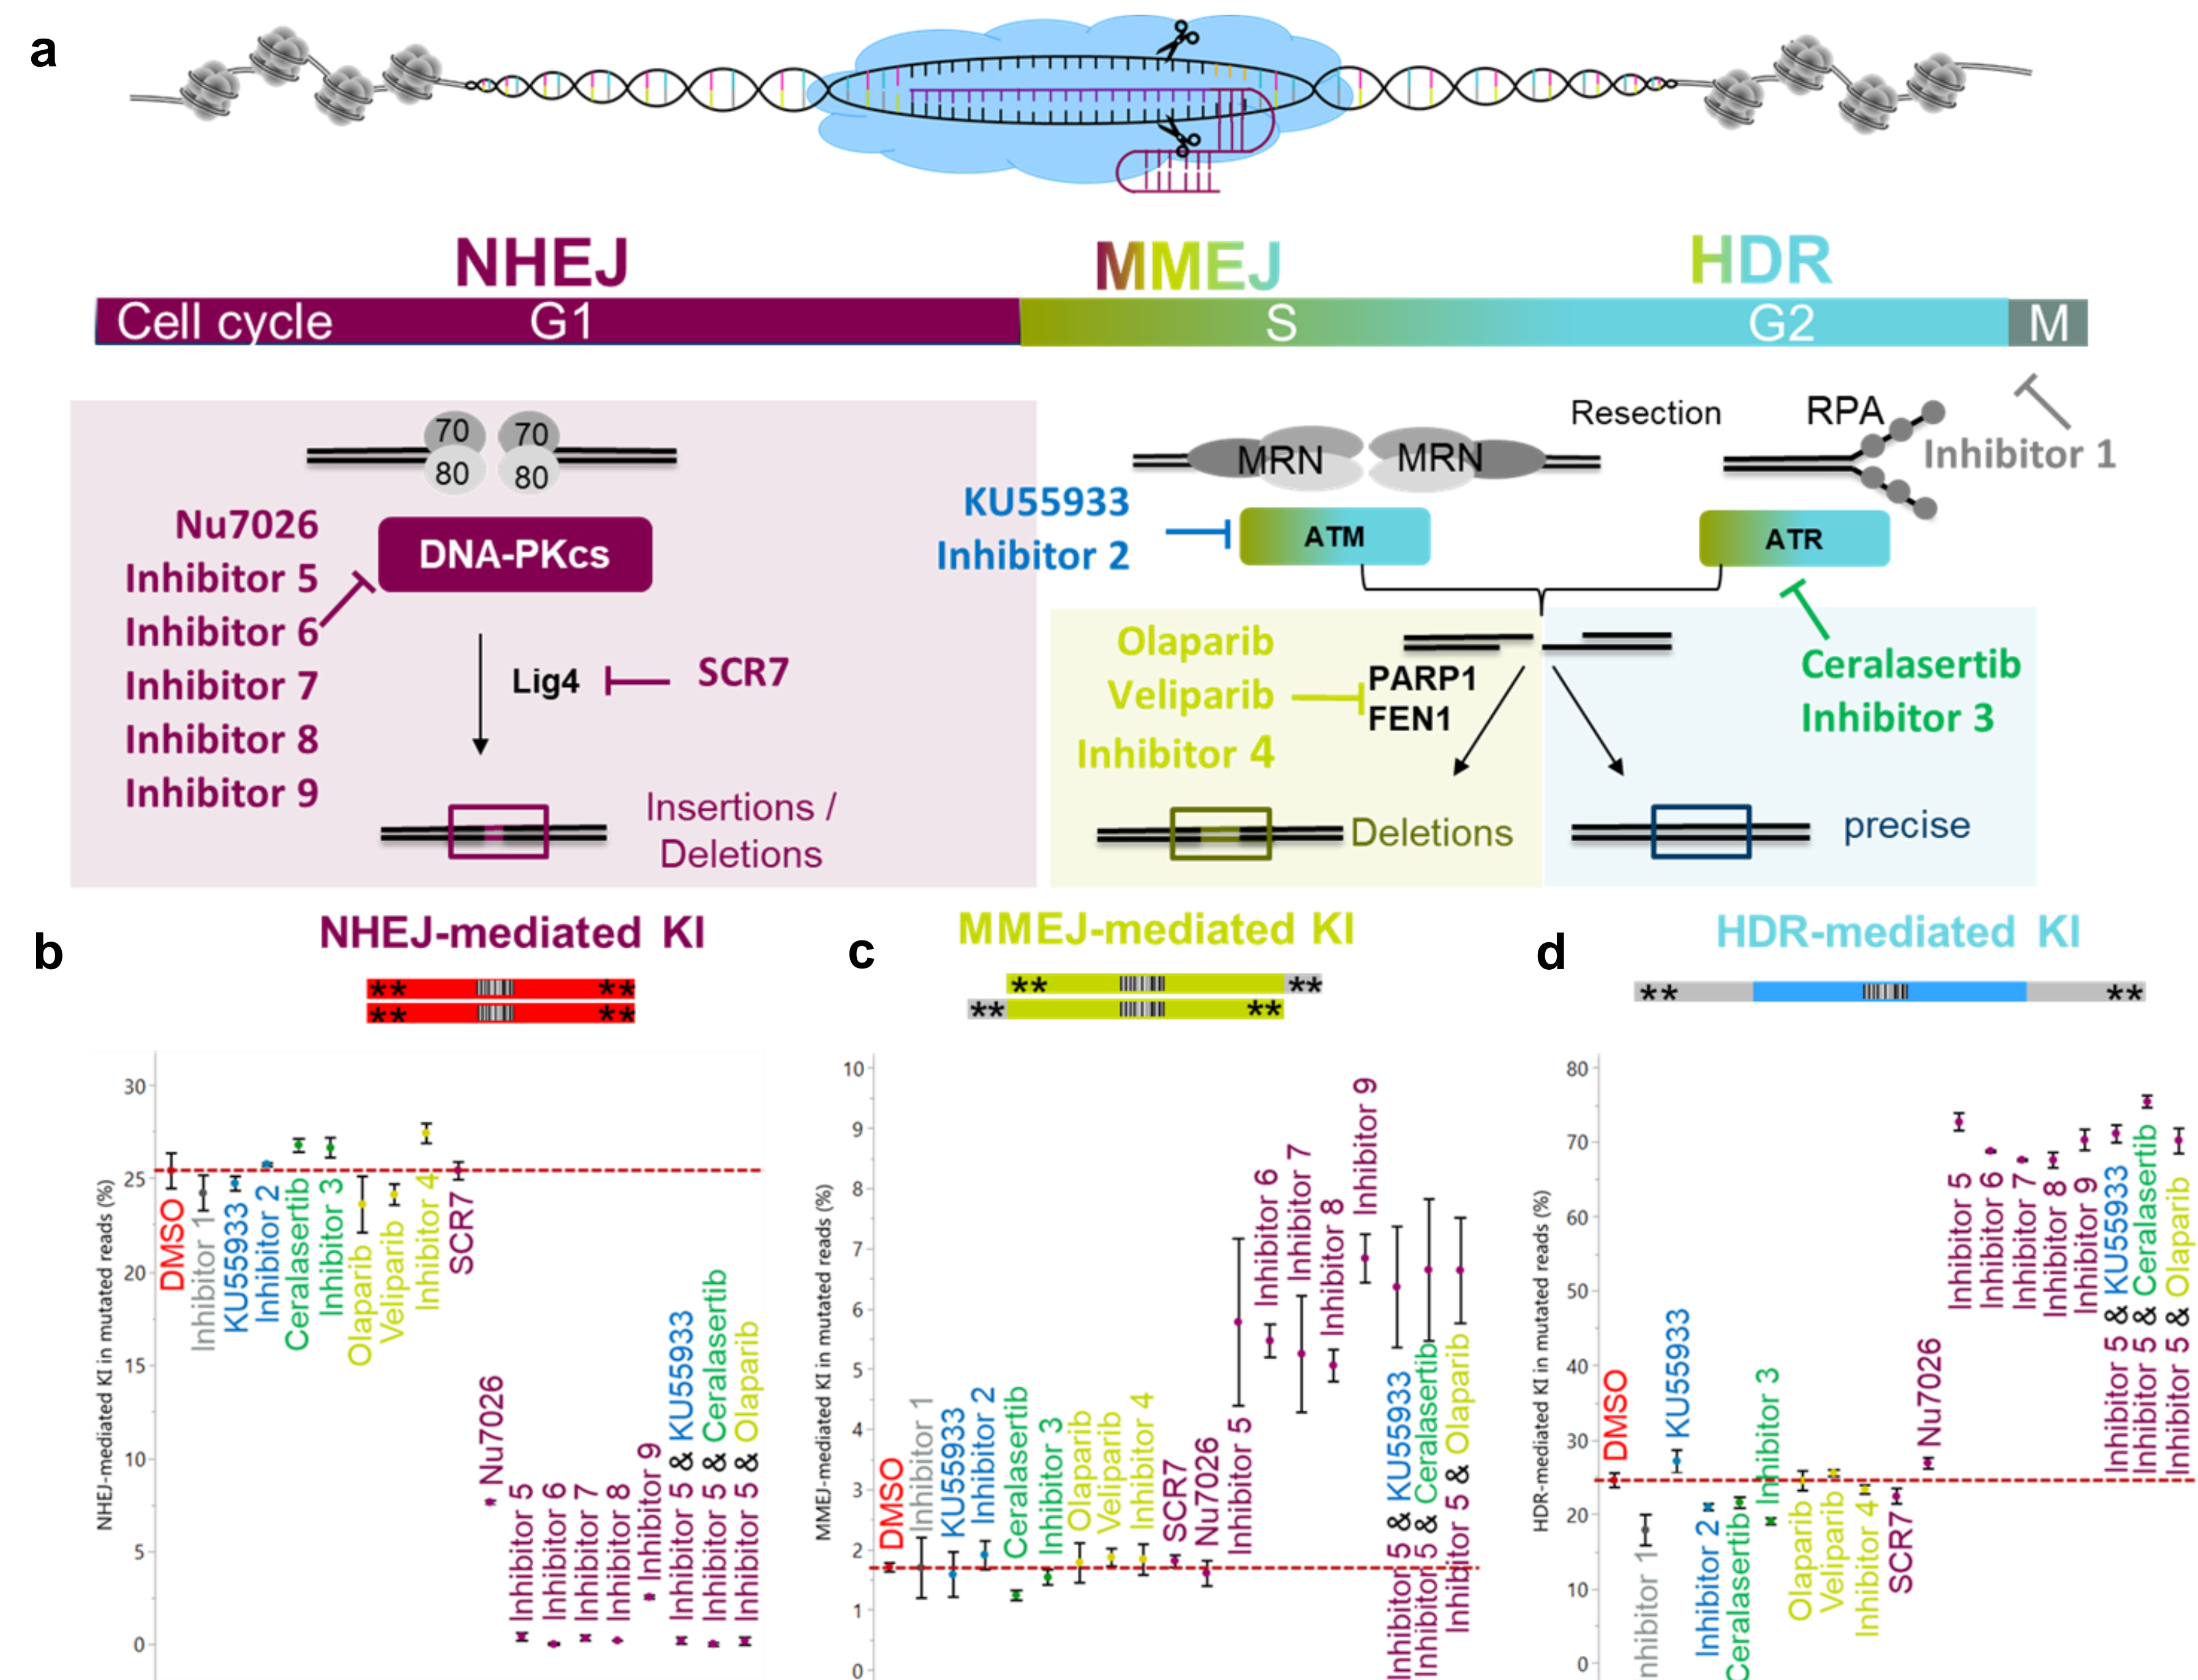 a
NHEJ
MMEJ
HDR
Cell cycle
G1
S
G2
M
70
70
80
80
Nu7026
Inhibitor 5
Inhibitor 6
Inhibitor 7
Inhibitor 8
Inhibitor 9
DNA-PKcs
Lig4
SCR7
Insertions /
Deletions
MRN
MRN
Resection
RPA
Inhibitor 1
KU55933
Inhibitor 2
ATM
ATR
Olaparib
Veliparib
Inhibitor 4
PARP1
FEN1
Ceralasertib
Inhibitor 3
Deletions
precise
b
NHEJ-mediated KI
** **
** **
NHEJ-mediated KI in mutated reads (%)
30
25
20
15
10
5
0
DMSO
Inhibitor 1
KU55933
Inhibitor 2
Ceralasertib
Inhibitor 3
Olaparib
Veliparib
Inhibitor 4
SCR7
Nu7026
Inhibitor 5
Inhibitor 6
Inhibitor 7
Inhibitor 8
Inhibitor 9
Inhibitor 5 & KU55933
Inhibitor 5 & Ceralasertib
Inhibitor 5 & Olaparib
c
MMEJ-mediated KI
** **
** **
MMEJ-mediated KI in mutated reads (%)
10
9
8
7
6
5
4
3
2
1
0
DMSO
Inhibitor 1
KU55933
Inhibitor 2
Ceralasertib
Inhibitor 3
Olaparib
Veliparib
Inhibitor 4
SCR7
Nu7026
Inhibitor 5
Inhibitor 6
Inhibitor 7
Inhibitor 8
Inhibitor 9
Inhibitor 5 & KU55933
Inhibitor 5 & Ceralasertib
Inhibitor 5 & Olaparib
d
HDR-mediated KI
** **
HDR-mediated KI in mutated reads (%)
80
70
60
50
40
30
20
10
0
DMSO
nhibitor 1
KU55933
Inhibitor 2
Ceralasertib
Inhibitor 3
Olaparib
Veliparib
Inhibitor 4
SCR7
Nu7026
Inhibitor 5
Inhibitor 6
Inhibitor 7
Inhibitor 8
Inhibitor 9
Inhibitor 5 & KU55933
Inhibitor 5 & Ceralasertib
Inhibitor 5 & Olaparib